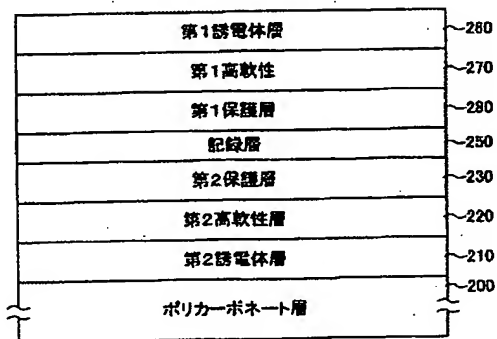 第1誘電体層 260
第1高軟性 270
第1保護層 280
記録層 250
第2保護層 230
第2高軟性層 220
第2誘電体層 210
200
ポリカーボネート層